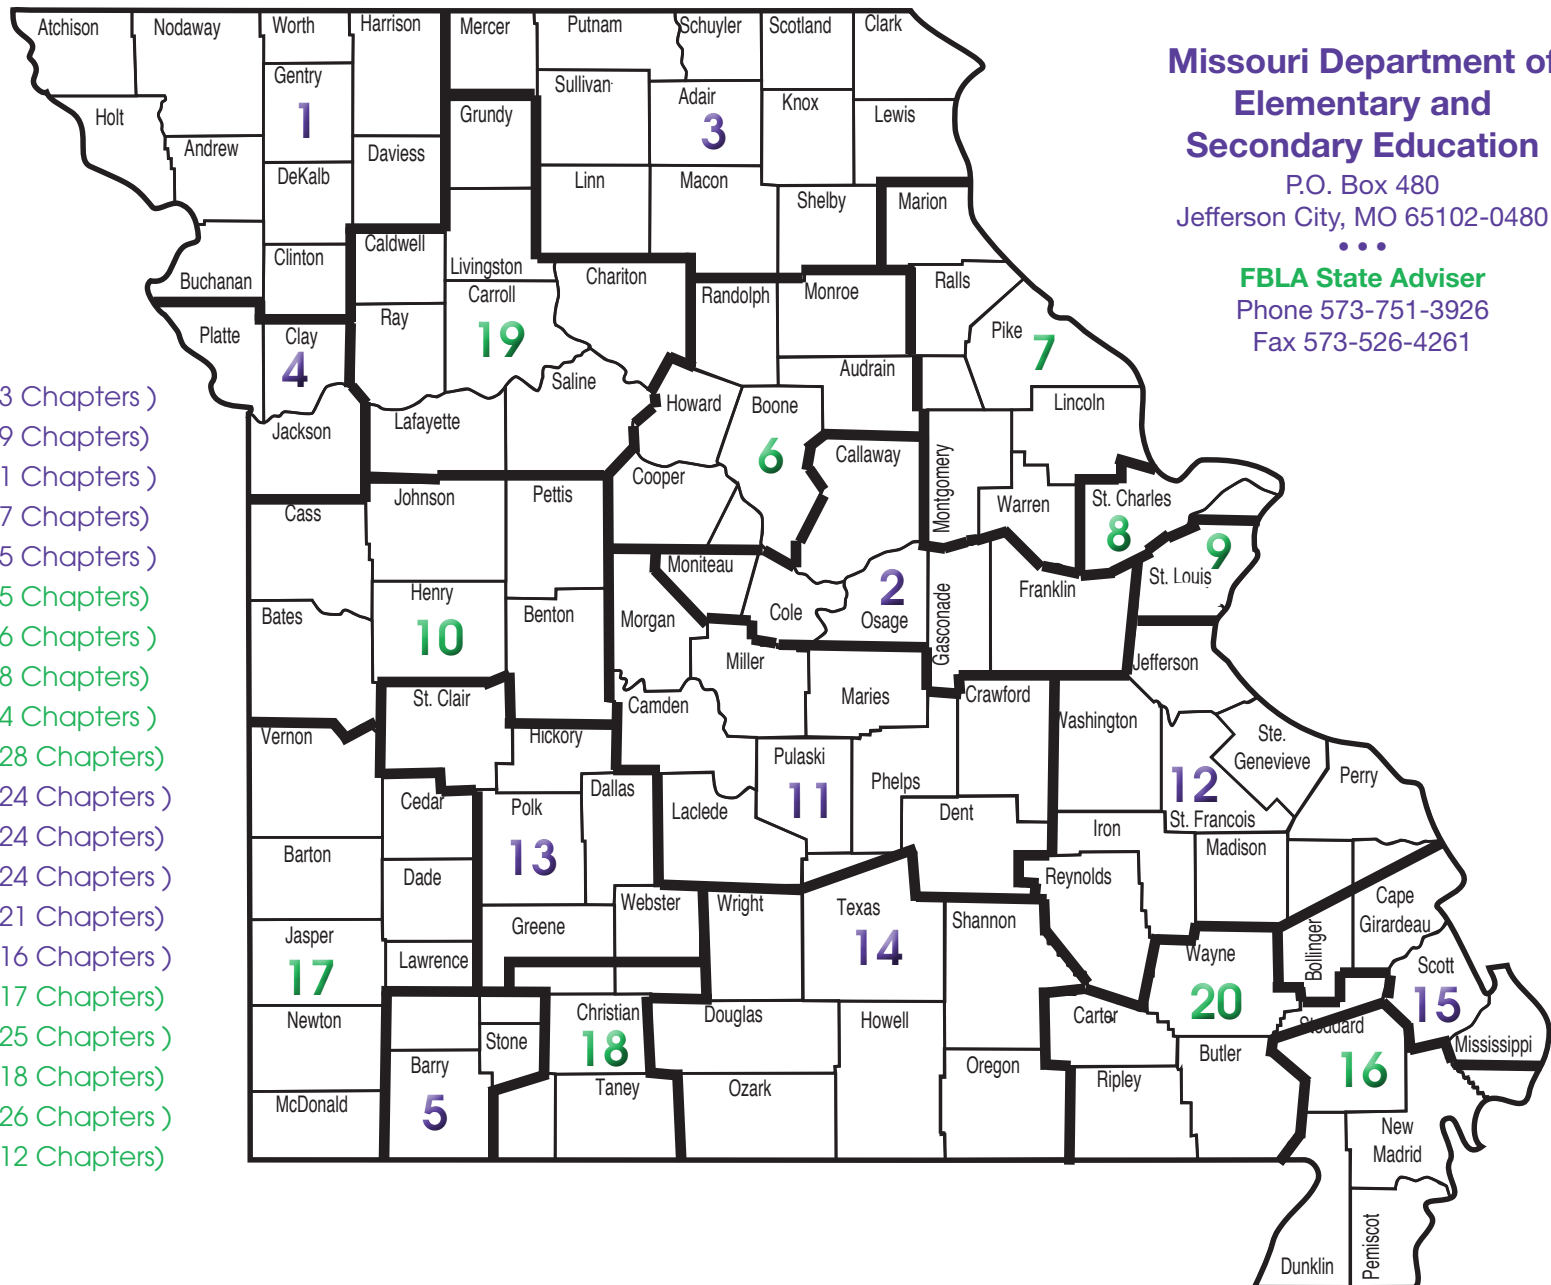 Missouri Department of
Elementary and
Secondary Education
P.O. Box 480
Jefferson City, MO 65102-0480
• • •
FBLA State Adviser
Phone 573-751-3926
Fax 573-526-4261
3 Chapters )
9 Chapters)
1 Chapters )
7 Chapters)
5 Chapters )
5 Chapters)
6 Chapters )
8 Chapters)
4 Chapters )
28 Chapters)
24 Chapters )
24 Chapters)
24 Chapters )
21 Chapters)
16 Chapters )
17 Chapters)
25 Chapters )
18 Chapters)
26 Chapters )
12 Chapters)
Atchison
Nodaway
Worth
Harrison
Mercer
Putnam
Schuyler
Scotland
Clark
Gentry
1
Holt
Andrew
DeKalb
Daviess
Grundy
Sullivan
Adair
3
Knox
Lewis
Linn
Macon
Shelby
Marion
Buchanan
Clinton
Caldwell
Livingston
Chariton
Randolph
Monroe
Ralls
Platte
Clay
4
Ray
Carroll
19
Pike
7
Audrain
Saline
Howard
Boone
6
Lincoln
Jackson
Lafayette
Callaway
Montgomery
Cooper
Warren
St. Charles
8
9
St. Louis
Cass
Johnson
Pettis
Moniteau
2
Osage
Cole
Gasconade
Franklin
Bates
Henry
10
Benton
Morgan
Miller
Jefferson
Maries
St. Clair
Camden
Crawford
Washington
Vernon
Hickory
Pulaski
11
Phelps
Ste.
Genevieve
Perry
12
St. Francois
Cedar
Polk
13
Dallas
Laclede
Dent
Iron
Madison
Barton
Dade
Reynolds
Webster
Wright
Texas
14
Shannon
Cape
Girardeau
Greene
Jasper
17
Lawrence
Wayne
20
Bollinger
Scott
15
Newton
Christian
18
Douglas
Howell
Carter
Stoddard
16
Mississippi
Stone
Barry
5
Butler
Oregon
Ripley
McDonald
Taney
Ozark
New
Madrid
Dunklin
Pemiscot